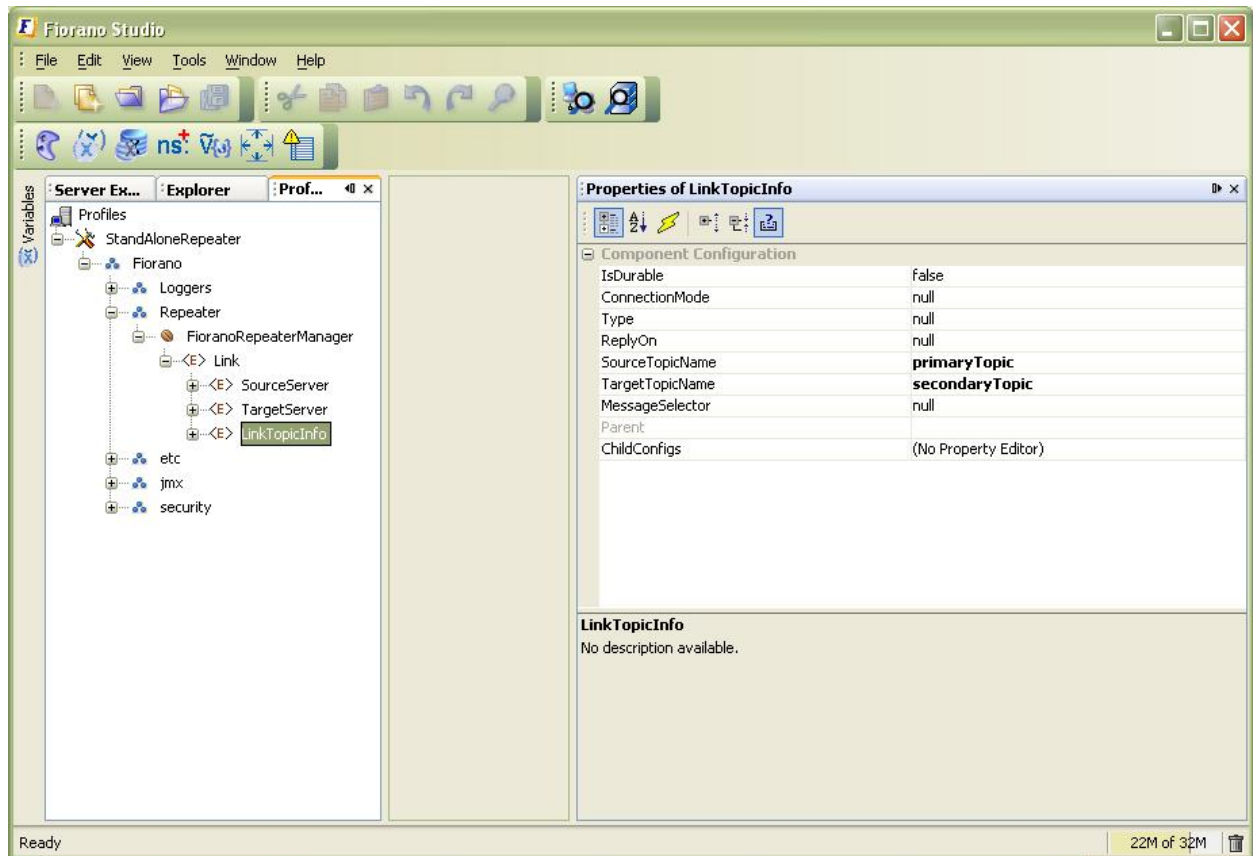 Fiorano Studio
File Edit View Tools Window Help
ns:
Variables
Server Ex... Explorer Prof...
Profiles
StandAloneRepeater
Fiorano
Loggers
Repeater
FioranoRepeaterManager
<E> Link
<E> SourceServer
<E> TargetServer
<E> LinkTopicInfo
etc
jmx
security
Properties of LinkTopicInfo
Component Configuration
IsDurable false
ConnectionMode null
Type null
ReplyOn null
SourceTopicName primaryTopic
TargetTopicName secondaryTopic
MessageSelector null
Parent
ChildConfigs (No Property Editor)
LinkTopicInfo
No description available.
Ready
22M of 32M